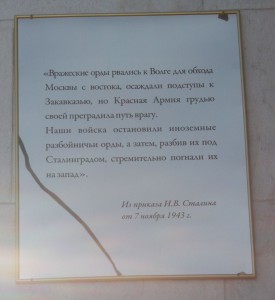 «Вражеские орды рвались к Волге для обхода
Москвы с востока, осаждали подступы к
Закавказью, но Красная Армия грудью
своей преградила путь врагу.
Наши войска остановили иноземные
разбойничьи орды, а затем, разбив их под
Сталинградом, стремительно погнали их
на запад».
Из приказа И.В. Сталина
от 7 ноября 1943 г.